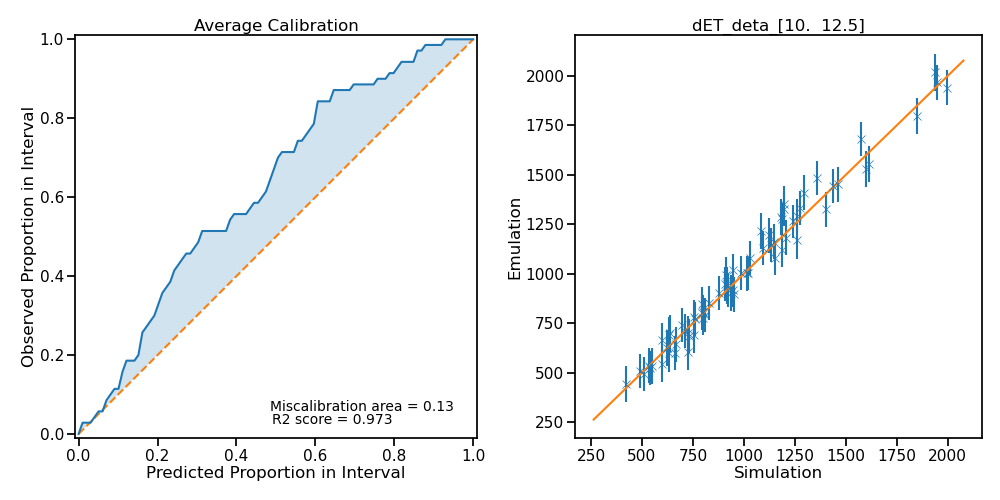 Average Calibration
1.0
0.8
0.6
0.4
0.2
0.0
Observed Proportion in Interval
Miscalibration area = 0.13
R2 score = 0.973
0.0 0.2 0.4 0.6 0.8 1.0
Predicted Proportion in Interval
dET_deta_[10. 12.5]
2000
1750
1500
1250
1000
750
500
250
Emulation
250 500 750 1000 1250 1500 1750 2000
Simulation